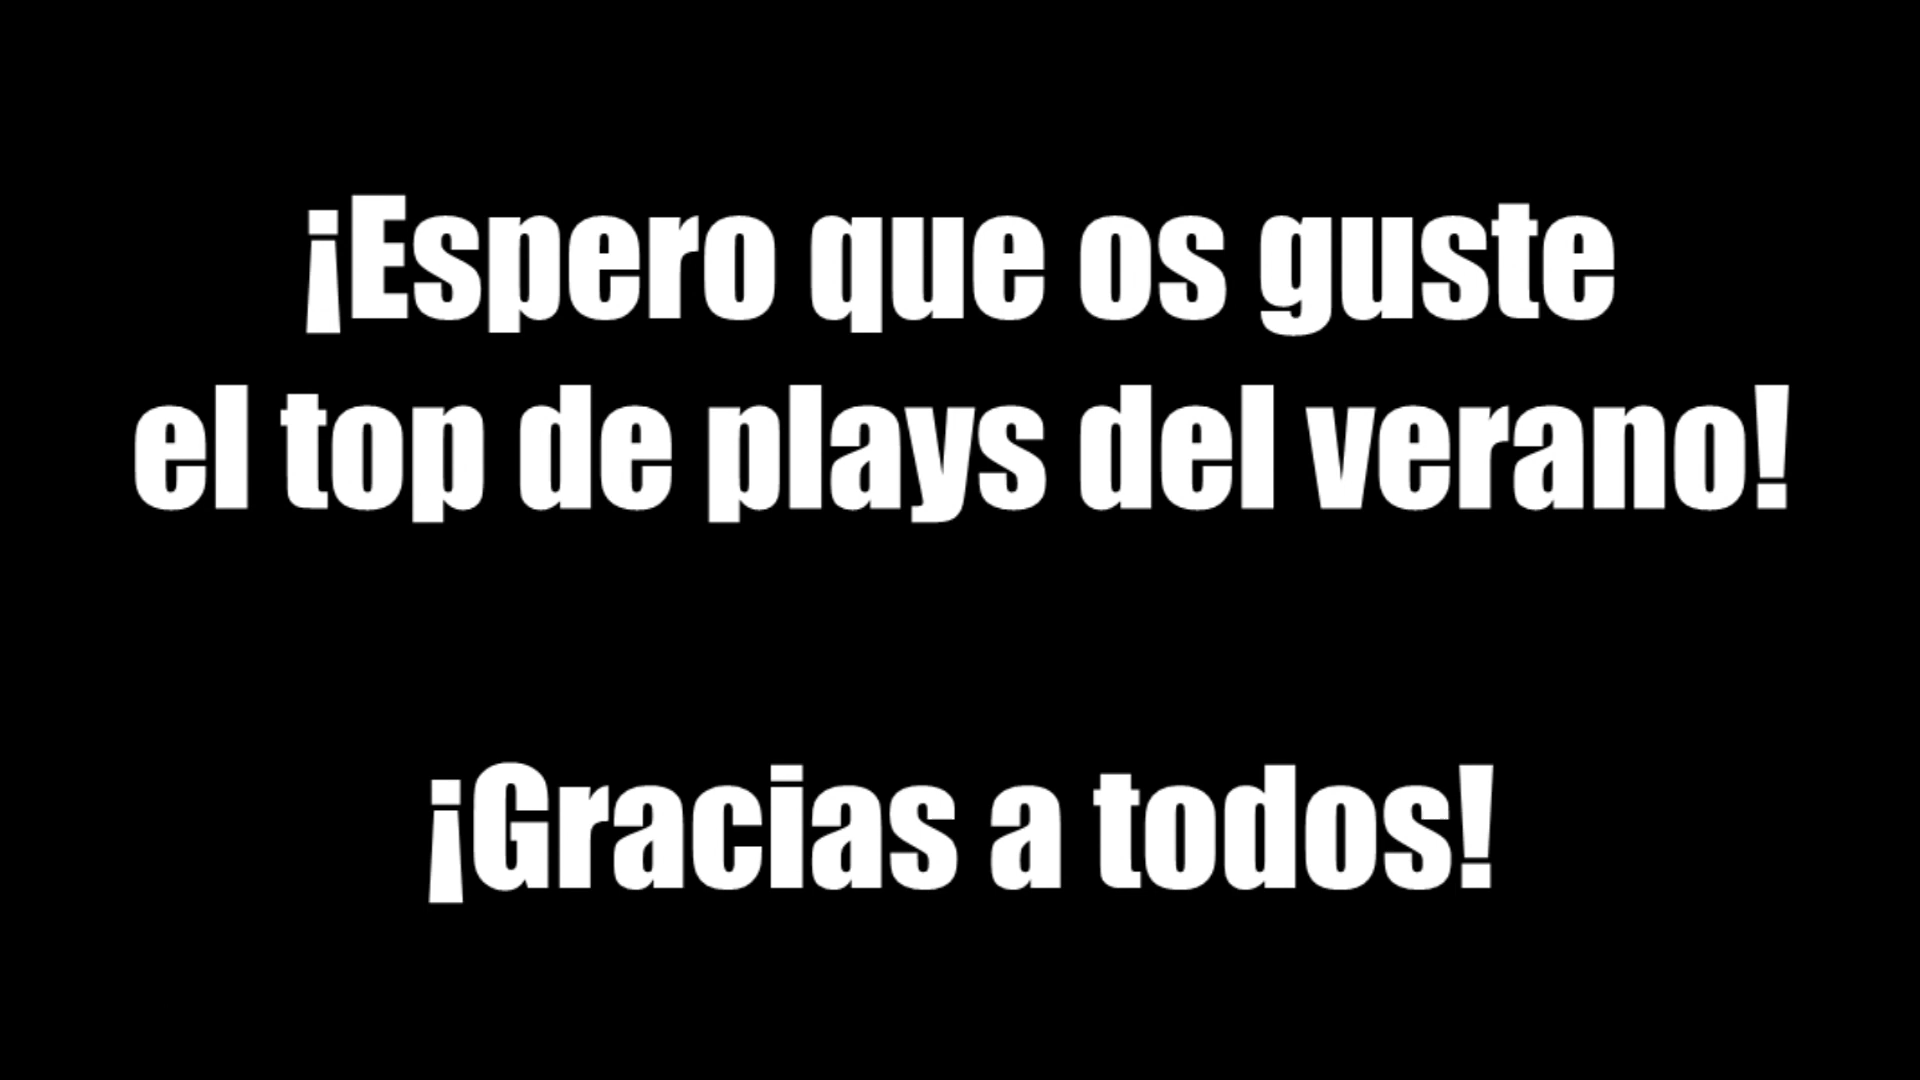 ¡Espero que os guste
el top de plays del verano!
¡Gracias a todos!